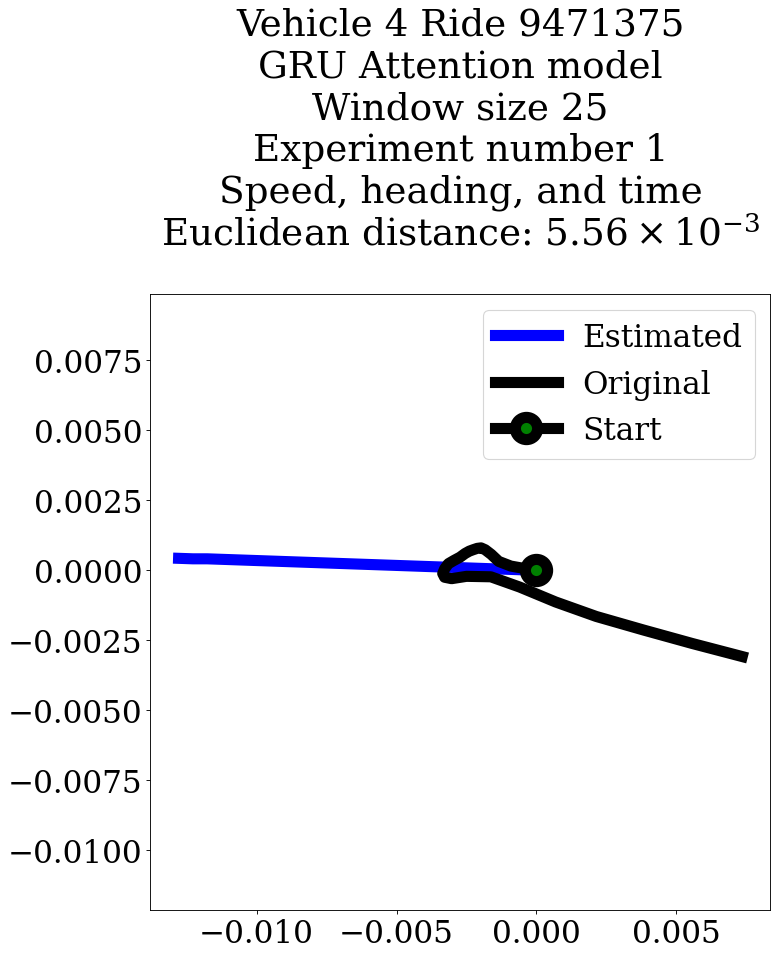 Vehicle 4 Ride 9471375
GRU Attention model
Window size 25
Experiment number 1
Speed, heading, and time
Euclidean distance: 5.56 × 10⁻³
Estimated
Original
Start
0.0075
0.0050
0.0025
0.0000
−0.0025
−0.0050
−0.0075
−0.0100
−0.010 −0.005 0.000 0.005